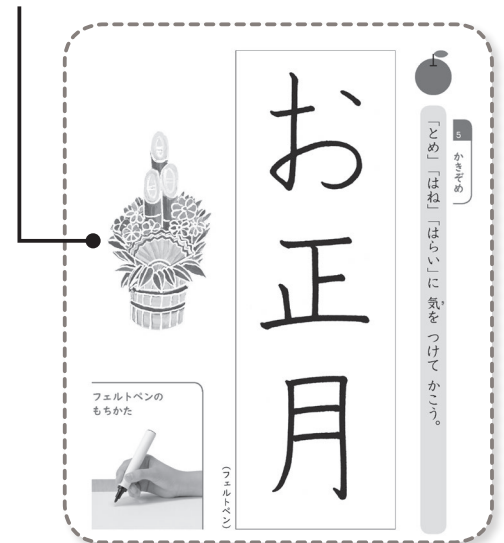 5 かきぞめ
「とめ」「はね」「はらい」に 気を つけて かこう。
き
お正月
(フェルトペン)
フェルトペンの
もちかた